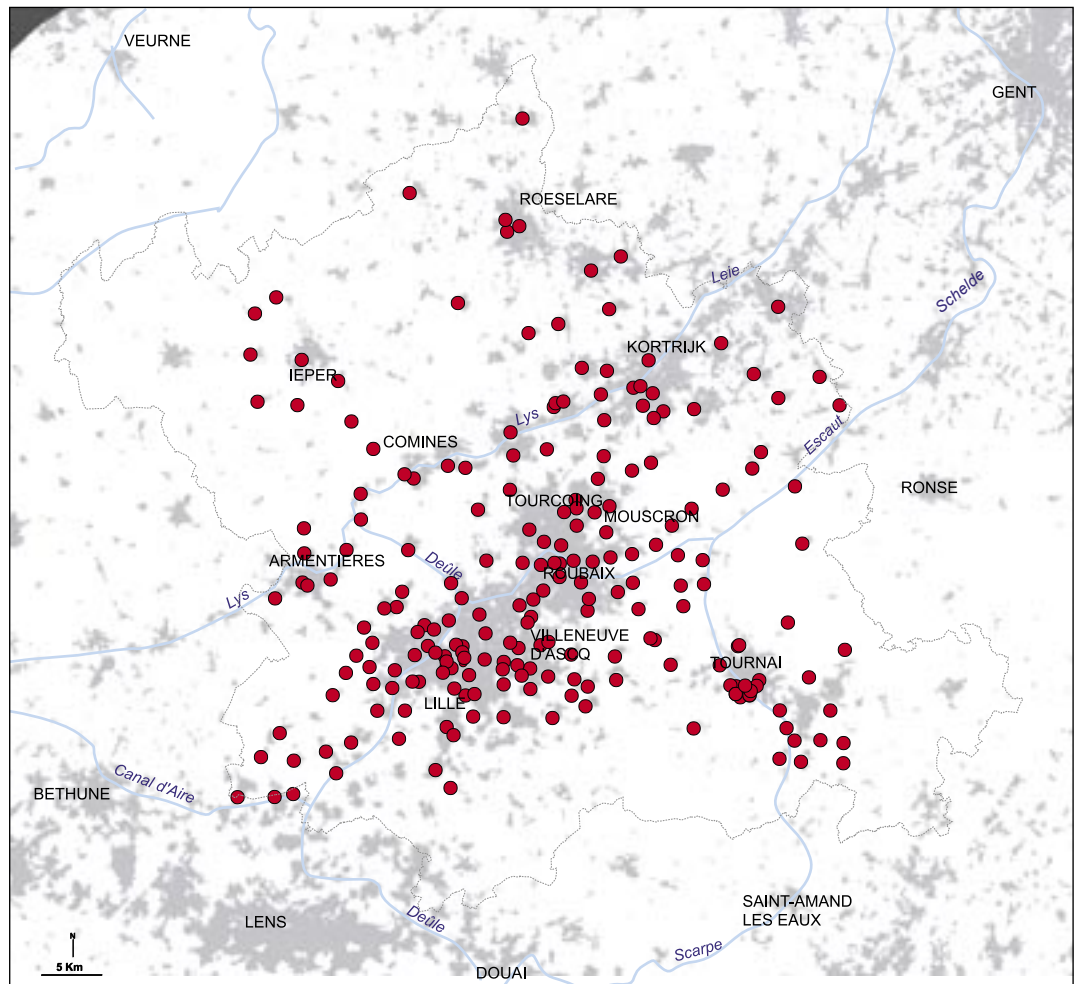 VEURNE
GENT
ROESELARE
Leie
Schelde
KORTRIJK
IEPER
Lys
COMINES
Escaut
RONSE
TOURCOING
MOUSCRON
ARMENTIERES
Deûle
ROUBAIX
Lys
VILLENEUVE
D'ASCQ
TOURNAI
LILLE
Canal d'Aire
BETHUNE
SAINT-AMAND
LES EAUX
LENS
Deûle
Scarpe
N
5 Km
DOUAI